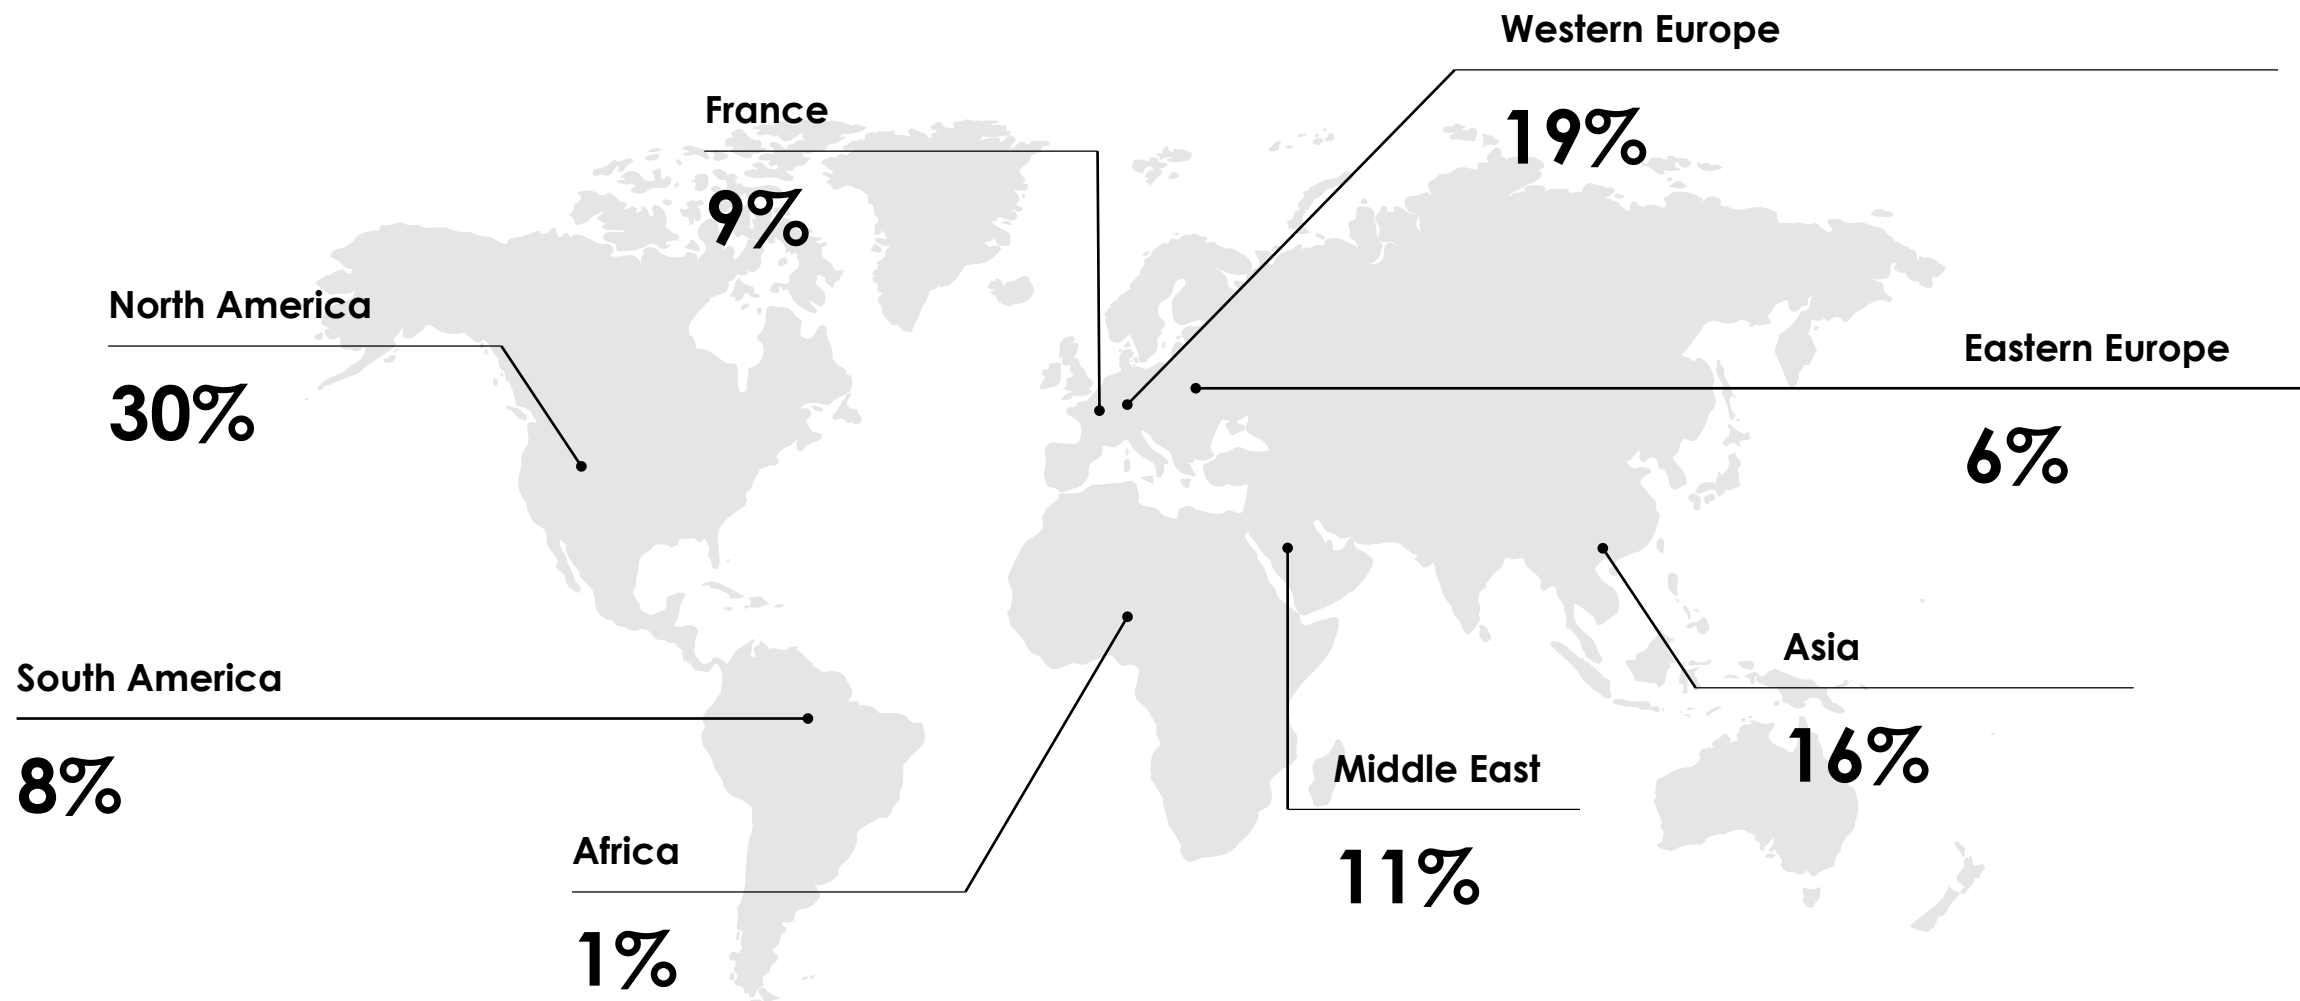 Western Europe
19%
France
9%
North America
30%
Eastern Europe
6%
South America
8%
Asia
16%
Middle East
11%
Africa
1%